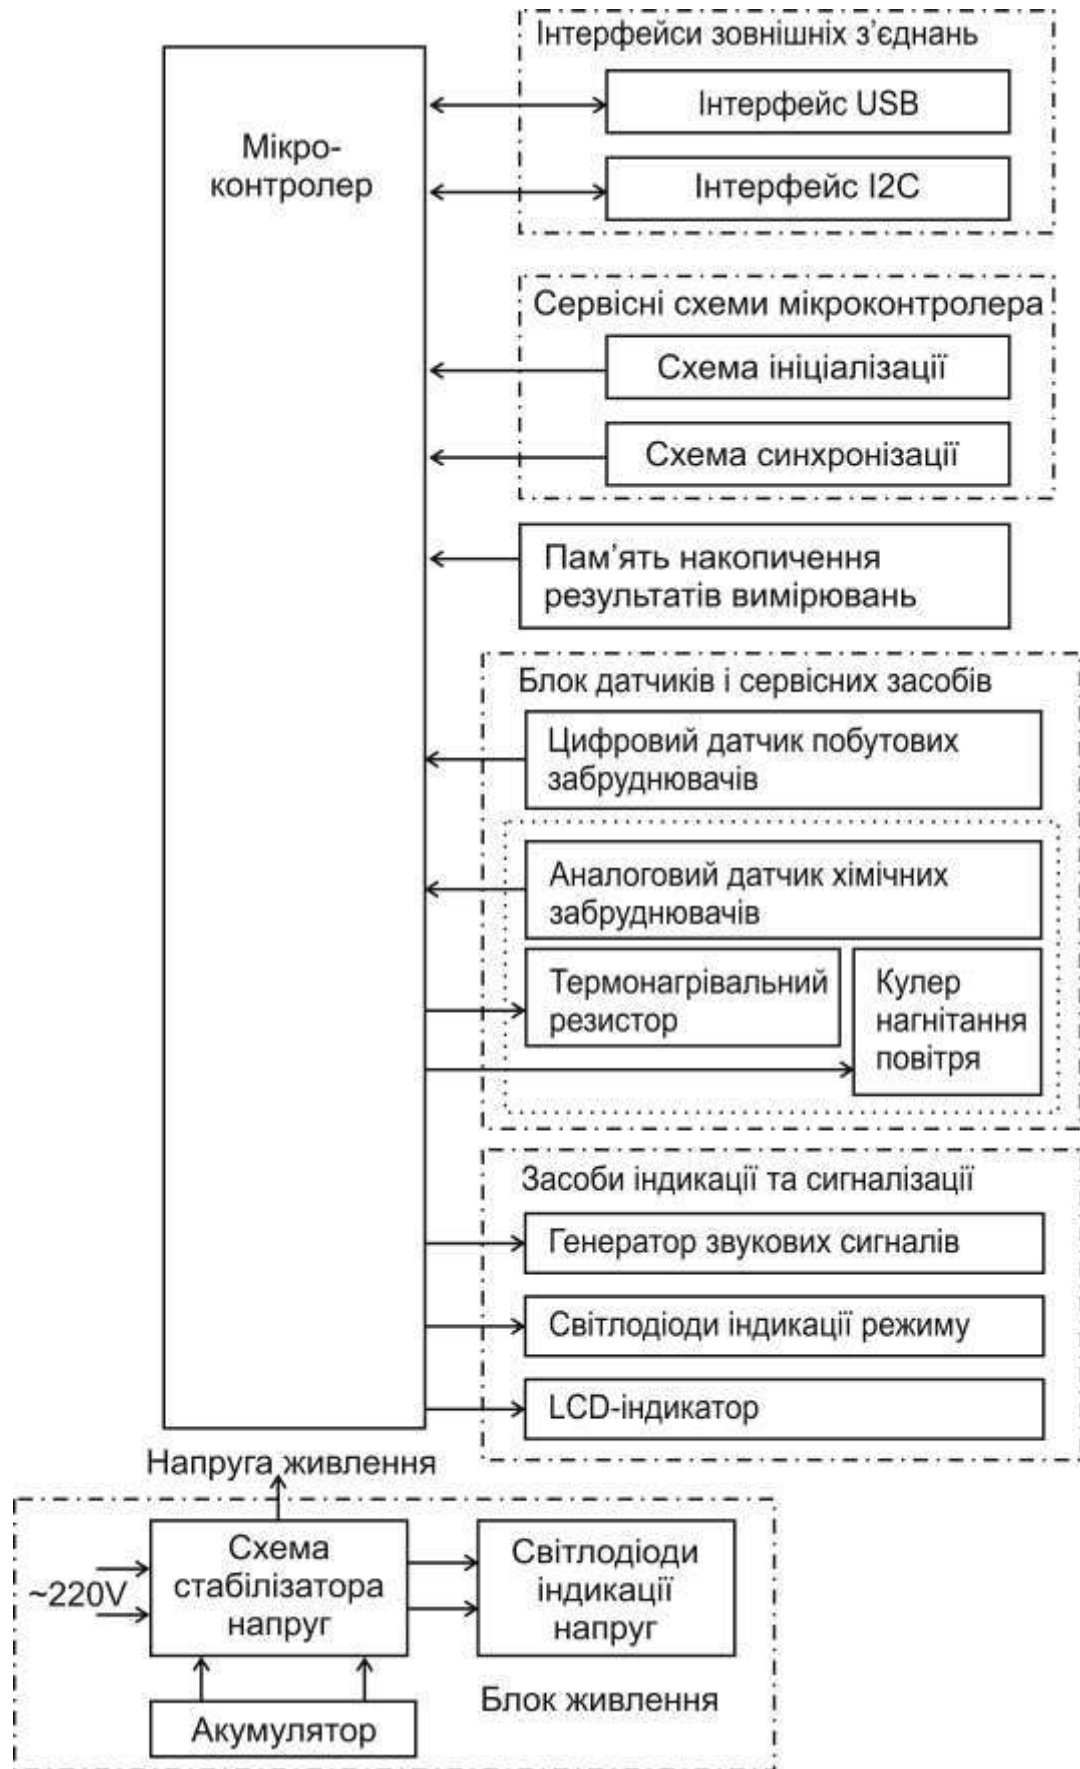 Інтерфейси зовнішніх з’єднань
Інтерфейс USB
Мікро-
контролер
Інтерфейс I2C
Сервісні схеми мікроконтролера
Схема ініціалізації
Схема синхронізації
Пам’ять накопичення
результатів вимірювань
Блок датчиків і сервісних засобів
Цифровий датчик побутових
забруднювачів
Аналоговий датчик хімічних
забруднювачів
Термонагрівальний
резистор
Кулер
нагнітання
повітря
Засоби індикації та сигналізації
Генератор звукових сигналів
Світлодіоди індикації режиму
LCD-індикатор
Напруга живлення
~220V
Схема
стабілізатора
напруг
Світлодіоди
індикації
напруг
Акумулятор
Блок живлення